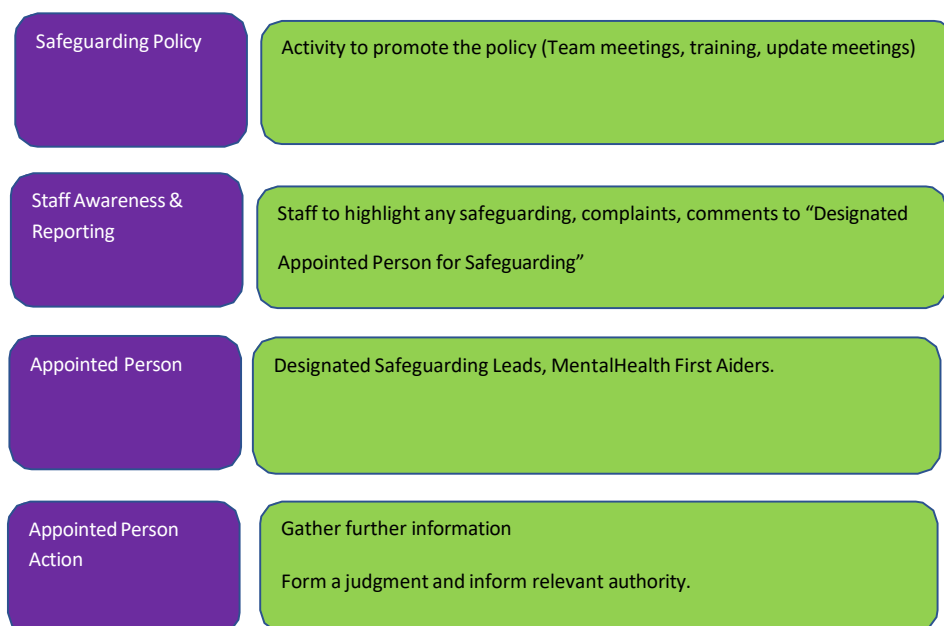 Safeguarding Policy
Activity to promote the policy (Team meetings, training, update meetings)
Staff Awareness &
Reporting
Staff to highlight any safeguarding, complaints, comments to “Designated
Appointed Person for Safeguarding”
Appointed Person
Designated Safeguarding Leads, MentalHealth First Aiders.
Appointed Person
Action
Gather further information
Form a judgment and inform relevant authority.